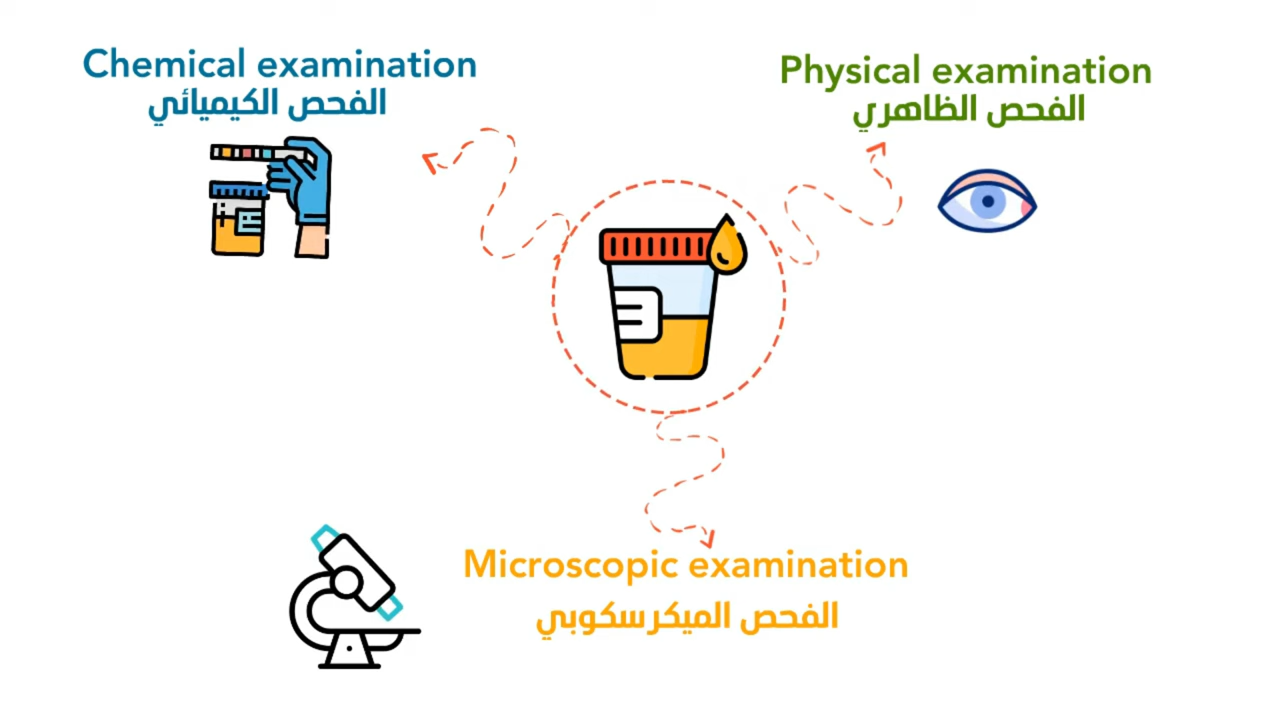 Chemical examination
الفحص الكيميائي
Physical examination
الفحص الظاهري
Microscopic examination
الفحص الميكرسكوبي